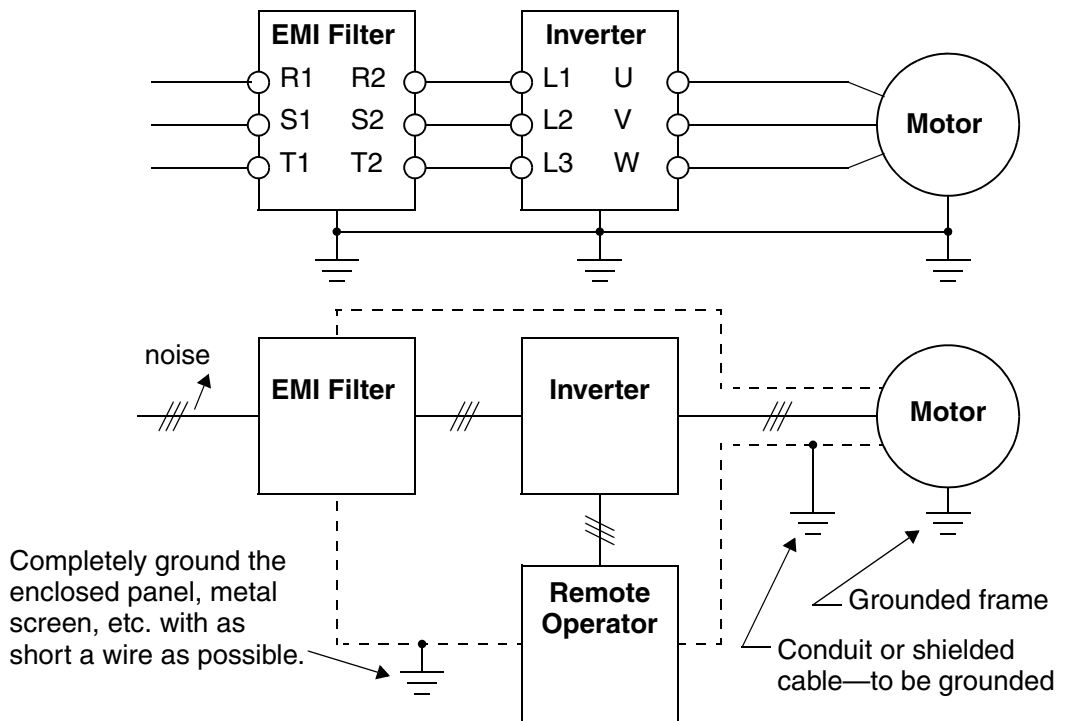 EMI Filter
Inverter
R1 R2 L1 U
S1 S2 L2 V
T1 T2 L3 W
Motor
noise
EMI Filter
Inverter
Motor
Completely ground the
enclosed panel, metal
screen, etc. with as
short a wire as possible.
Remote
Operator
Grounded frame
Conduit or shielded
cable—to be grounded